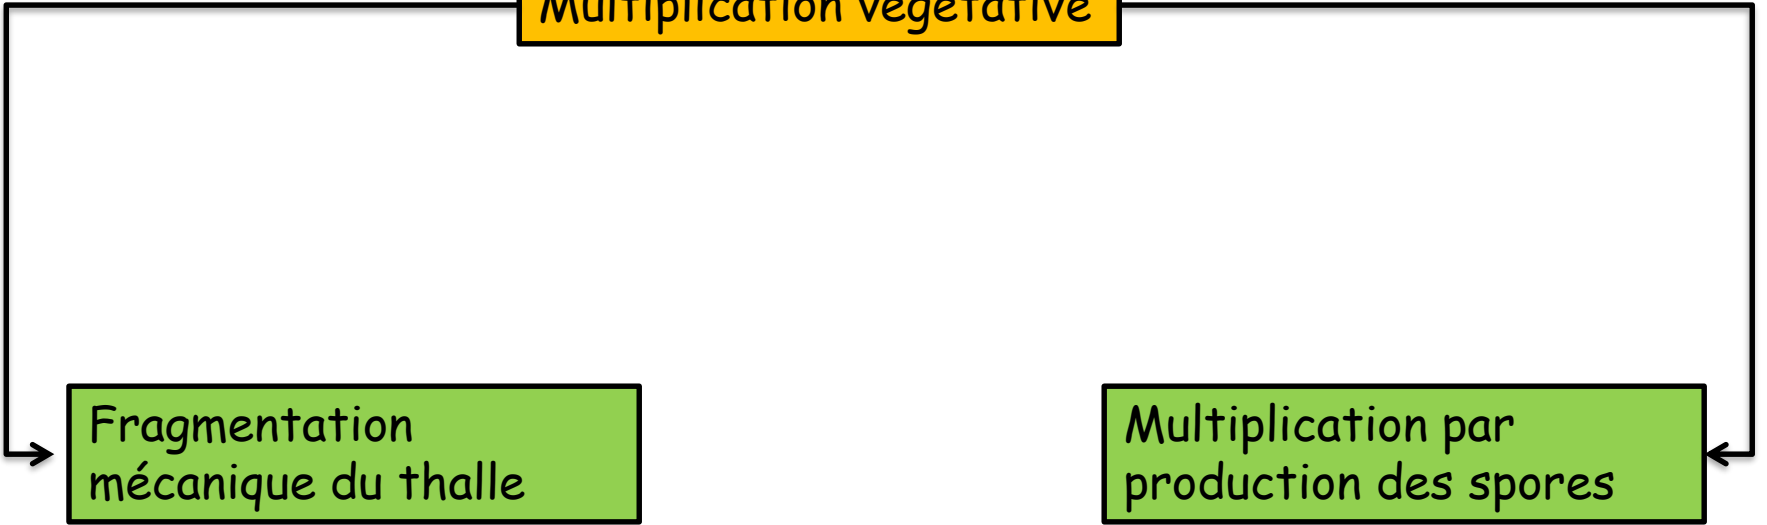 Multiplication végétative
Fragmentation
mécanique du thalle
Multiplication par
production des spores